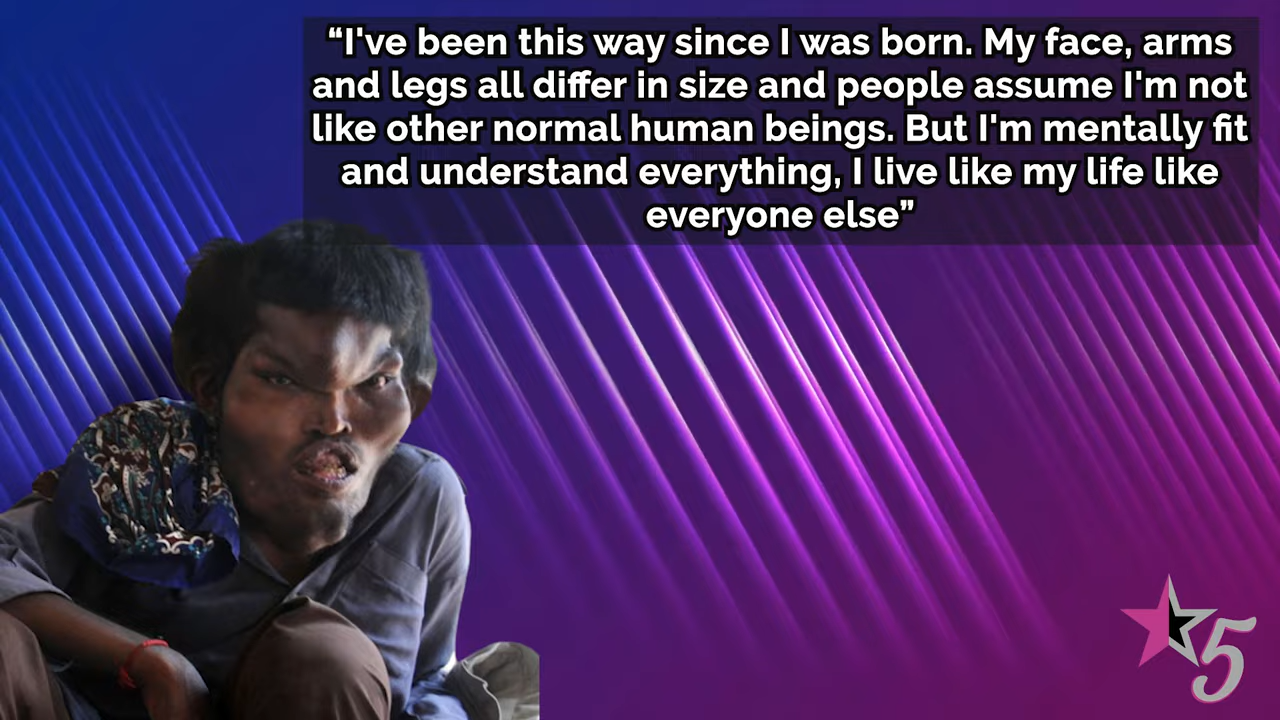 “I've been this way since I was born. My face, arms
and legs all differ in size and people assume I'm not
like other normal human beings. But I'm mentally fit
and understand everything, I live like my life like
everyone else”
5